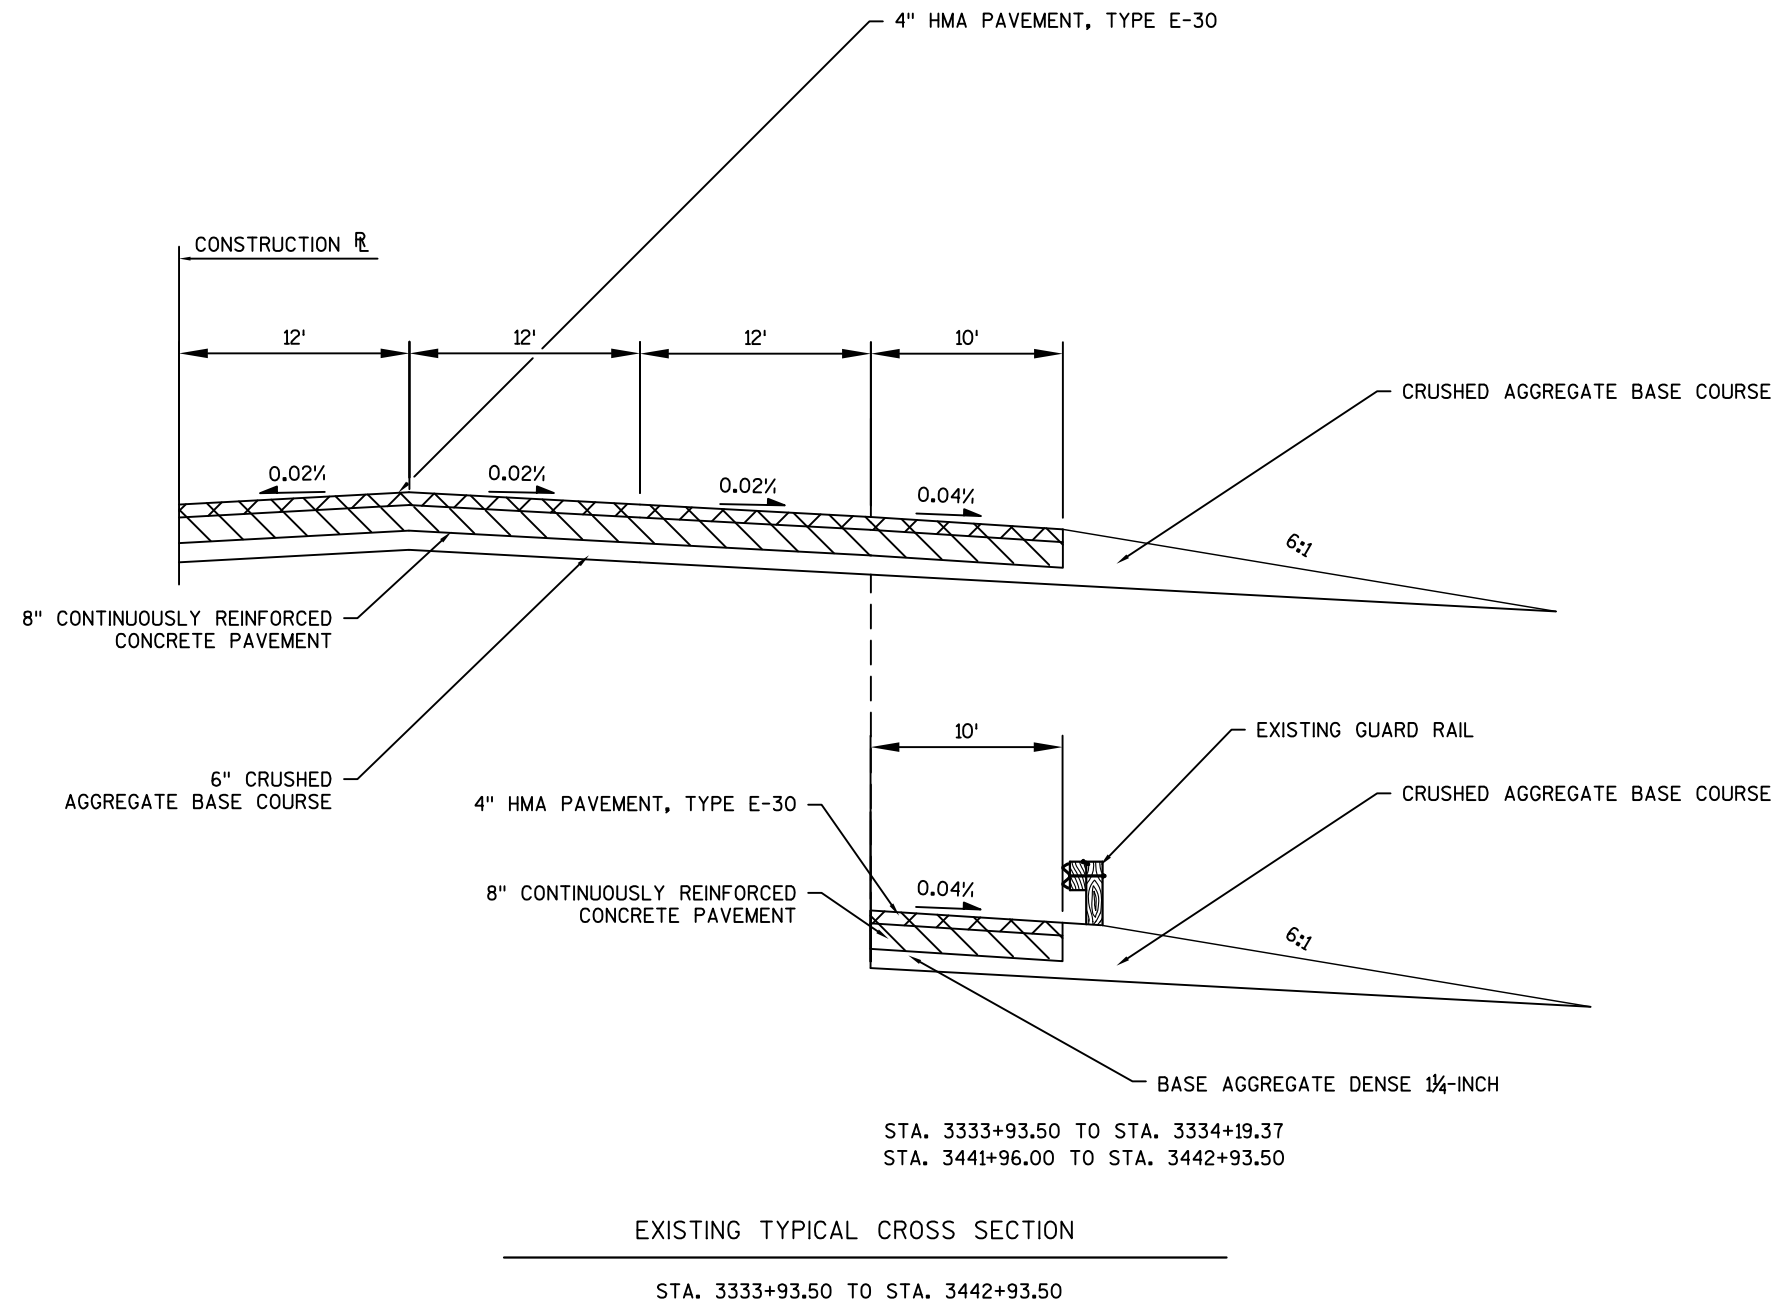 4" HMA PAVEMENT, TYPE E-30
CONSTRUCTION RL
12'
12'
12'
10'
CRUSHED AGGREGATE BASE COURSE
0.02'/'
0.02'/'
0.02'/'
0.04'/'
6:1
8" CONTINUOUSLY REINFORCED
CONCRETE PAVEMENT
6" CRUSHED
AGGREGATE BASE COURSE
10'
EXISTING GUARD RAIL
4" HMA PAVEMENT, TYPE E-30
CRUSHED AGGREGATE BASE COURSE
8" CONTINUOUSLY REINFORCED
CONCRETE PAVEMENT
0.04'/'
6:1
BASE AGGREGATE DENSE 1¼-INCH
STA. 3333+93.50 TO STA. 3334+19.37
STA. 3441+96.00 TO STA. 3442+93.50
EXISTING TYPICAL CROSS SECTION
STA. 3333+93.50 TO STA. 3442+93.50